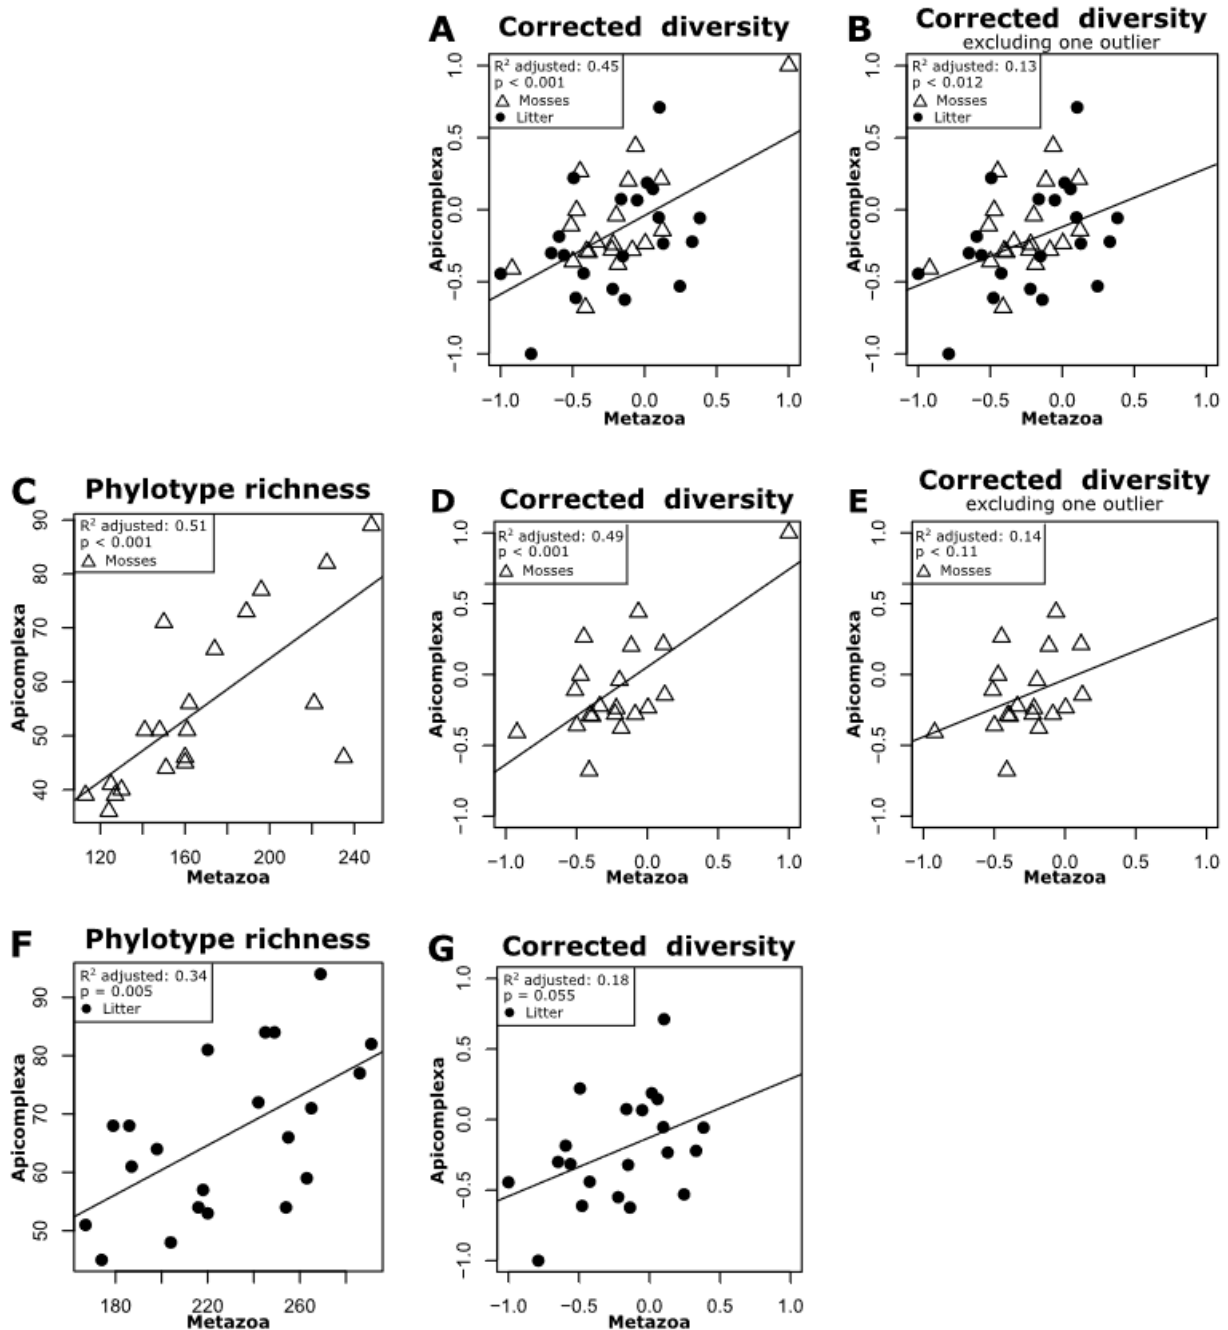 A Corrected diversity
R² adjusted: 0.45
p < 0.001
Mosses
Litter
Apicomplexa
1.0
0.5
0.0
−0.5
−1.0
−1.0 −0.5 0.0 0.5 1.0
Metazoa
B Corrected diversity
excluding one outlier
R² adjusted: 0.13
p < 0.012
Mosses
Litter
Apicomplexa
1.0
0.5
0.0
−0.5
−1.0
−1.0 −0.5 0.0 0.5 1.0
Metazoa
C Phylotype richness
R² adjusted: 0.51
p < 0.001
Mosses
Apicomplexa
90
80
70
60
50
40
120 160 200 240
Metazoa
D Corrected diversity
R² adjusted: 0.49
p < 0.001
Mosses
Apicomplexa
1.0
0.5
0.0
−0.5
−1.0
−1.0 −0.5 0.0 0.5 1.0
Metazoa
E Corrected diversity
excluding one outlier
R² adjusted: 0.14
p < 0.11
Mosses
Apicomplexa
1.0
0.5
0.0
−0.5
−1.0
−1.0 −0.5 0.0 0.5 1.0
Metazoa
F Phylotype richness
R² adjusted: 0.34
p = 0.005
Litter
Apicomplexa
90
80
70
60
50
180 220 260
Metazoa
G Corrected diversity
R² adjusted: 0.18
p = 0.055
Litter
Apicomplexa
1.0
0.5
0.0
−0.5
−1.0
−1.0 −0.5 0.0 0.5 1.0
Metazoa